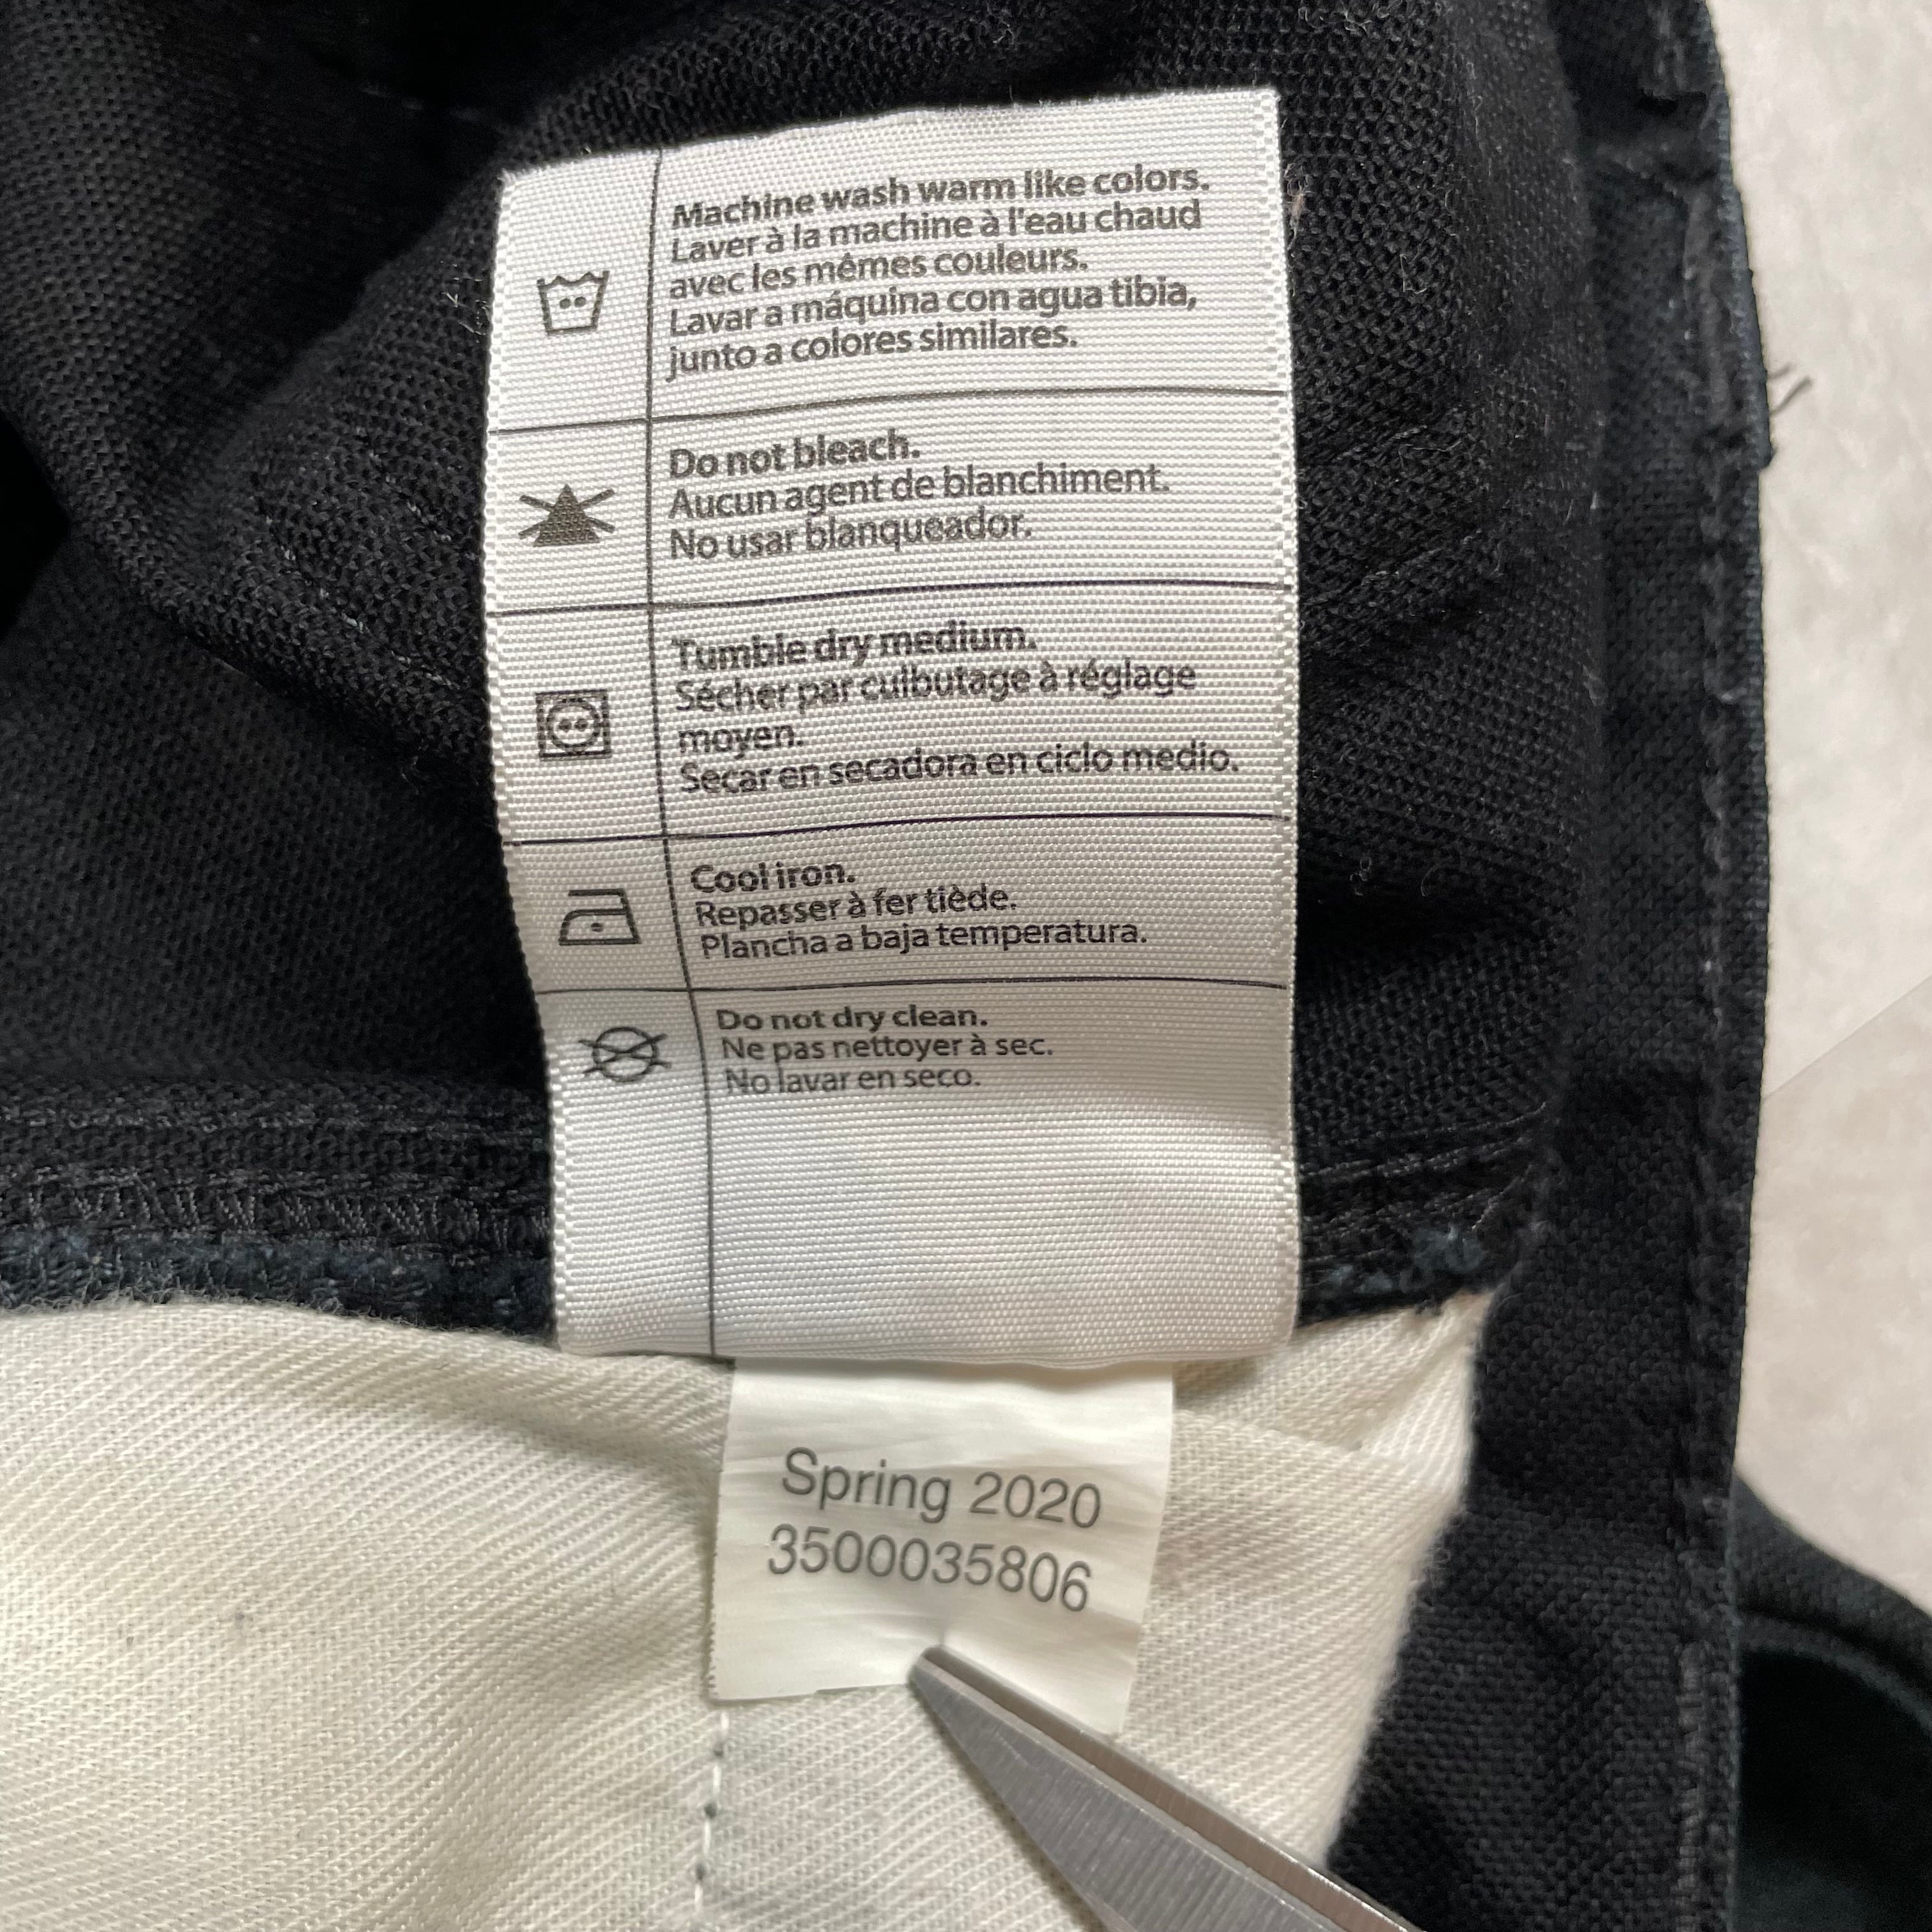 Machine wash warm like colors.
Laver à la machine à l'eau chaud
avec les mêmes couleurs.
Lavar a máquina con agua tibia,
junto a colores similares.
Do not bleach.
Aucun agent de blanchiment.
No usar blanqueador.
Tumble dry medium.
Sécher par culbutage à réglage
moyen.
Secar en secadora en ciclo medio.
Cool iron.
Repasser à fer tiède.
Plancha a baja temperatura.
Do not dry clean.
Ne pas nettoyer à sec.
No lavar en seco.
Spring 2020
3500035806